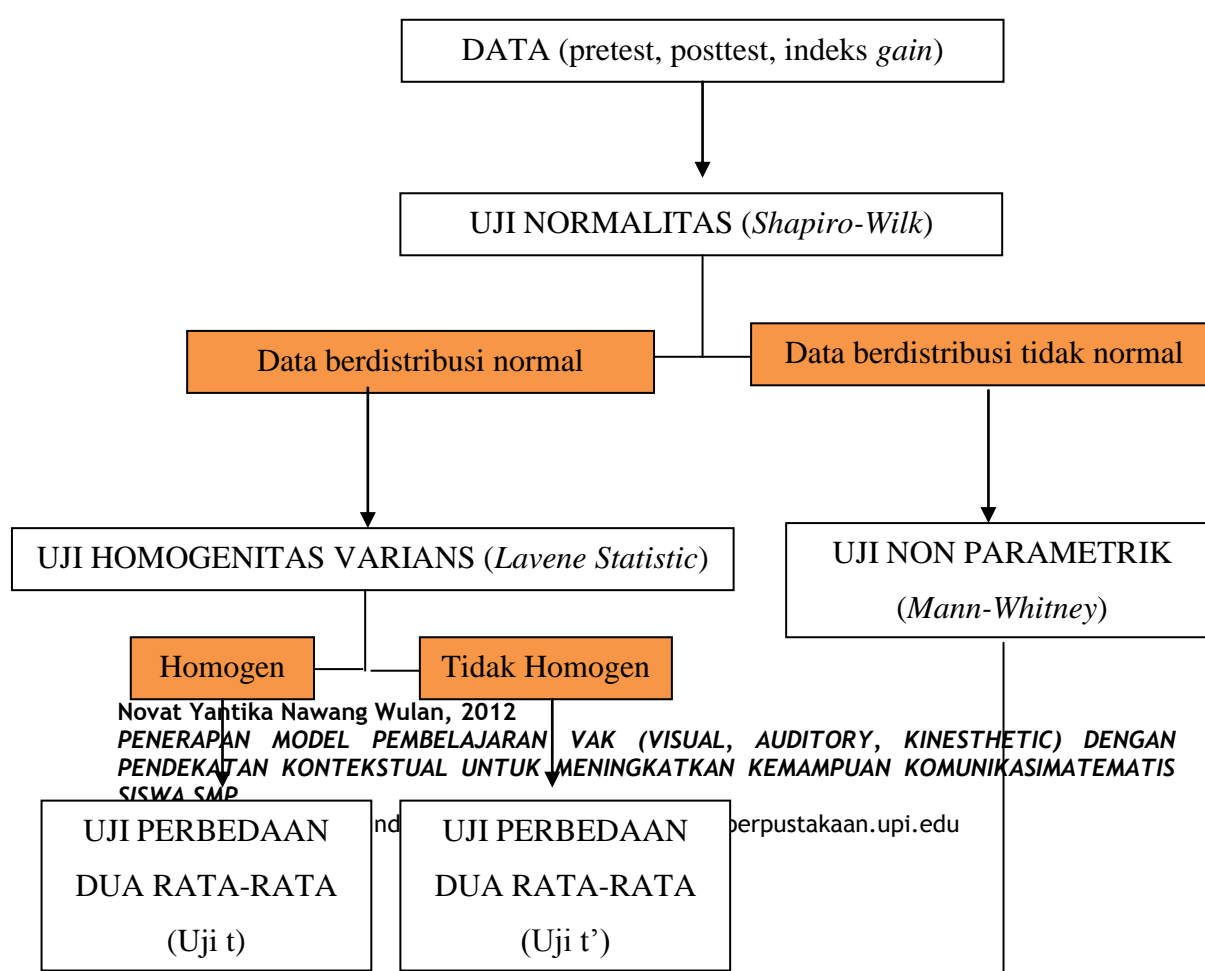 DATA (pretest, posttest, indeks gain)
UJI NORMALITAS (Shapiro-Wilk)
Data berdistribusi normal
Data berdistribusi tidak normal
UJI HOMOGENITAS VARIANS (Lavene Statistic)
UJI NON PARAMETRIK
(Mann-Whitney)
Homogen
Tidak Homogen
Novat Yantika Nawang Wulan, 2012
PENERAPAN MODEL PEMBELAJARAN VAK (VISUAL, AUDITORY, KINESTHETIC) DENGAN
PENDEKATAN KONTEKSTUAL UNTUK MENINGKATKAN KEMAMPUAN KOMUNIKASIMATEMATIS
SISWA SMP
perpustakaan.upi.edu
UJI PERBEDAAN
DUA RATA-RATA
(Uji t)
UJI PERBEDAAN
DUA RATA-RATA
(Uji t’)